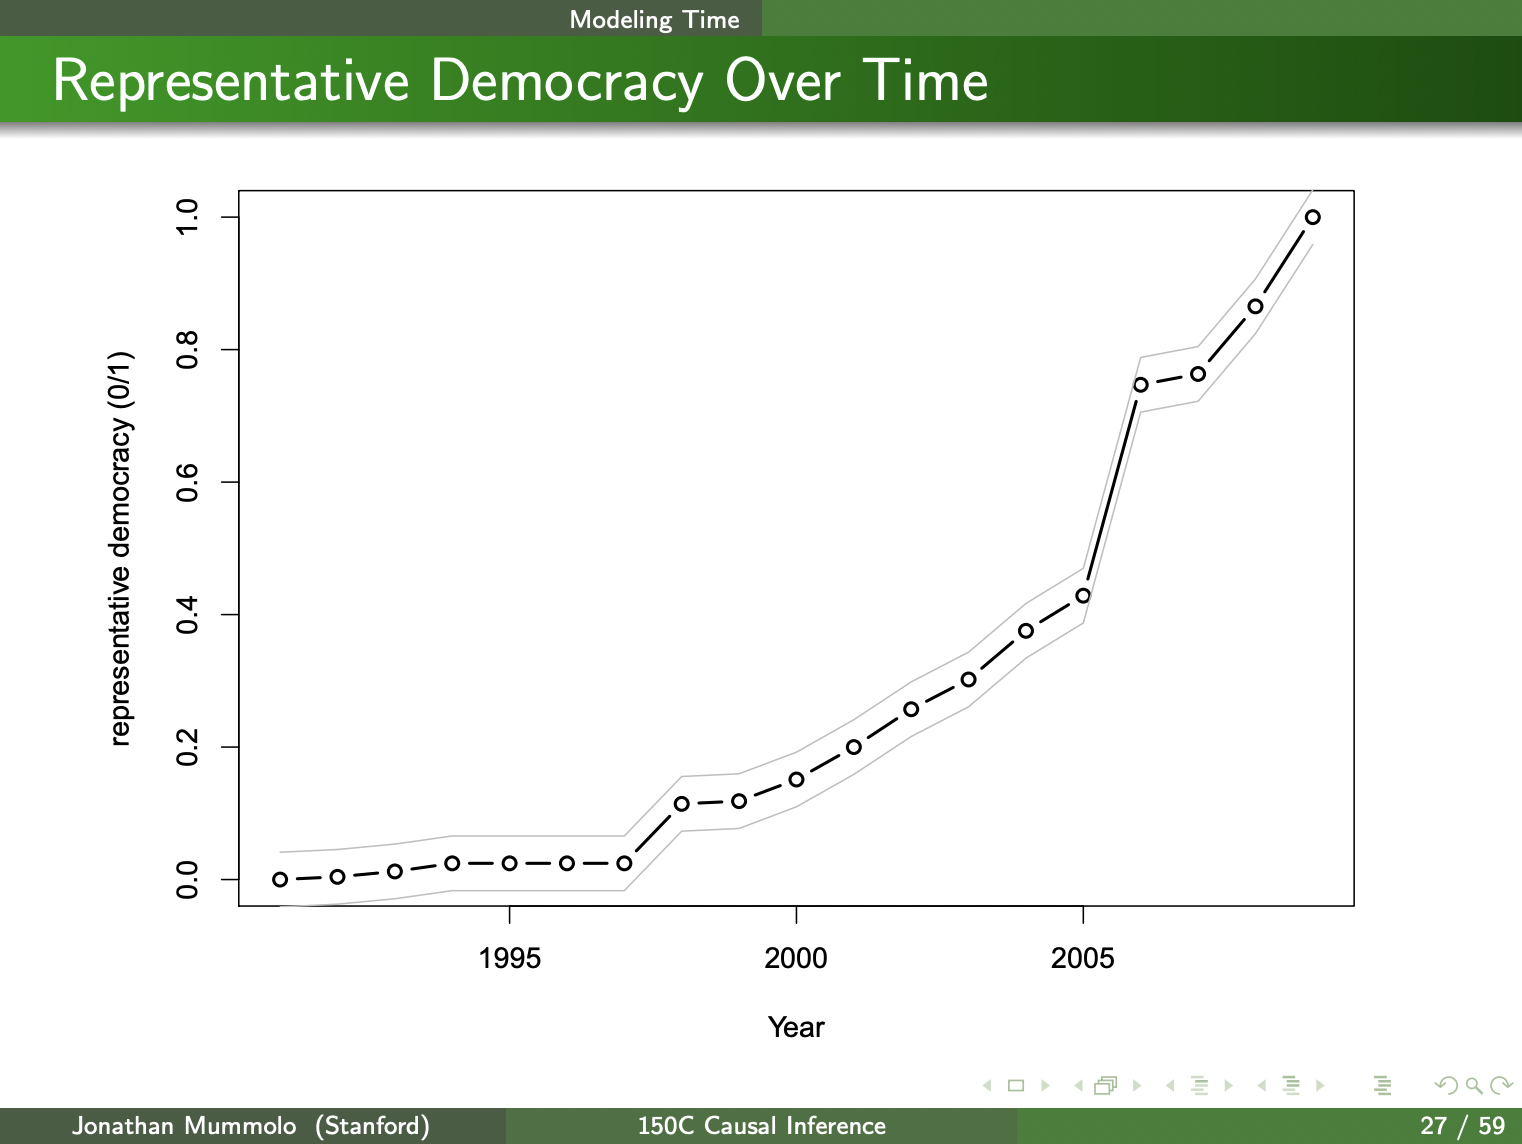 Modeling Time
Representative Democracy Over Time
1.0
0.8
0.6
0.4
0.2
0.0
representative democracy (0/1)
1995
2000
2005
Year
Jonathan Mummolo (Stanford)
150C Causal Inference
27 / 59